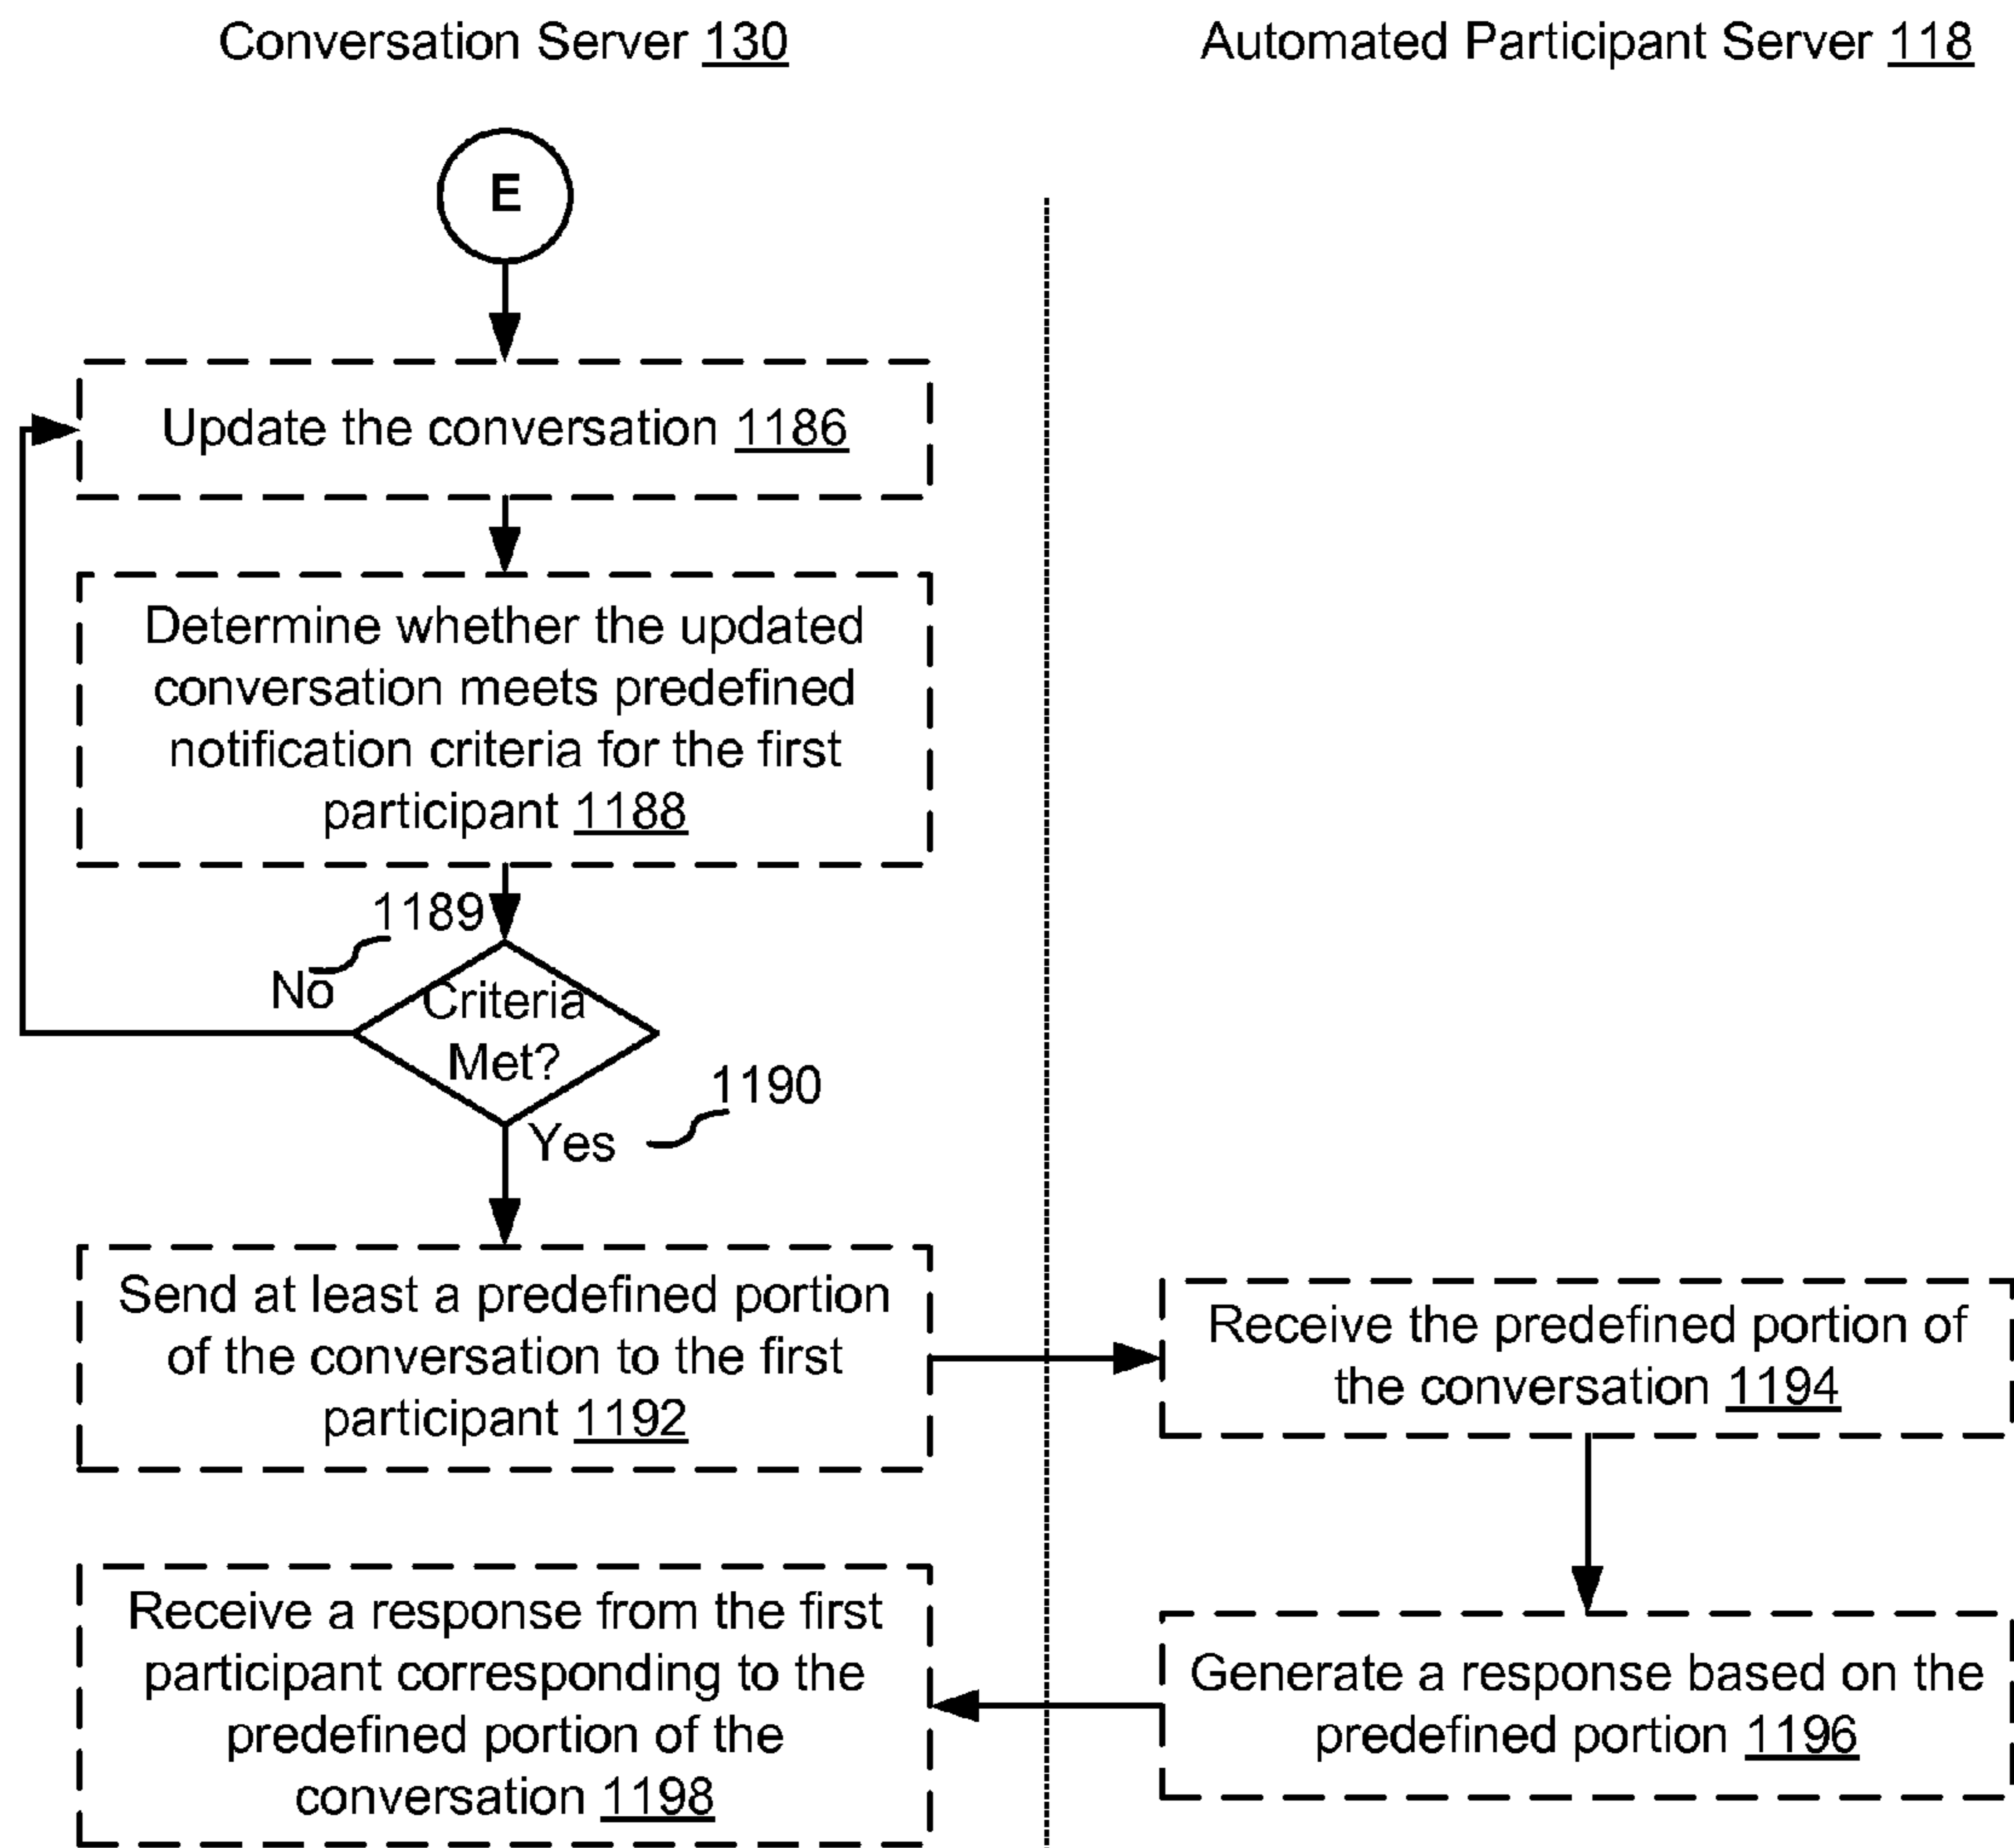 Conversation Server 130
Automated Participant Server 118
E
Update the conversation 1186
Determine whether the updated
conversation meets predefined
notification criteria for the first
participant 1188
1189
No
Criteria
Met?
1190
Yes
Send at least a predefined portion
of the conversation to the first
participant 1192
Receive the predefined portion of
the conversation 1194
Generate a response based on the
predefined portion 1196
Receive a response from the first
participant corresponding to the
predefined portion of the
conversation 1198